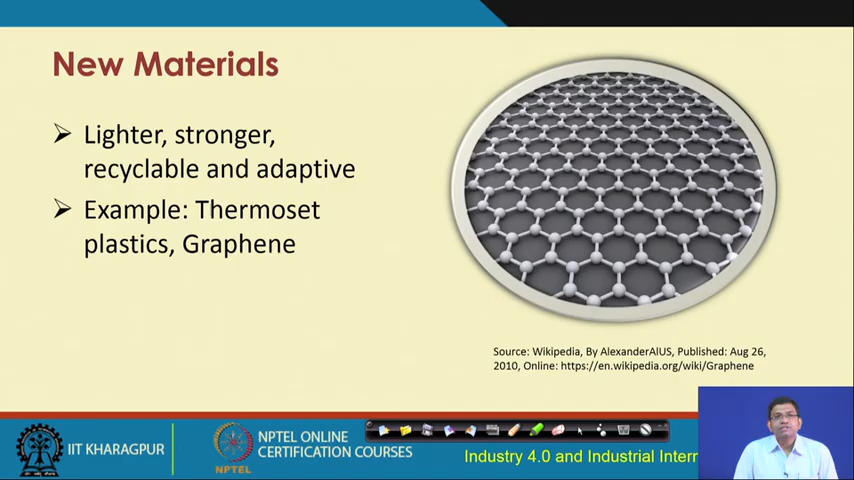 New Materials
Lighter, stronger,
recyclable and adaptive
Example: Thermoset
plastics, Graphene
Source: Wikipedia, By AlexanderAlUS, Published: Aug 26,
2010, Online: https://en.wikipedia.org/wiki/Graphene
IIT KHARAGPUR
NPTEL
NPTEL ONLINE
CERTIFICATION COURSES
Industry 4.0 and Industrial Intern